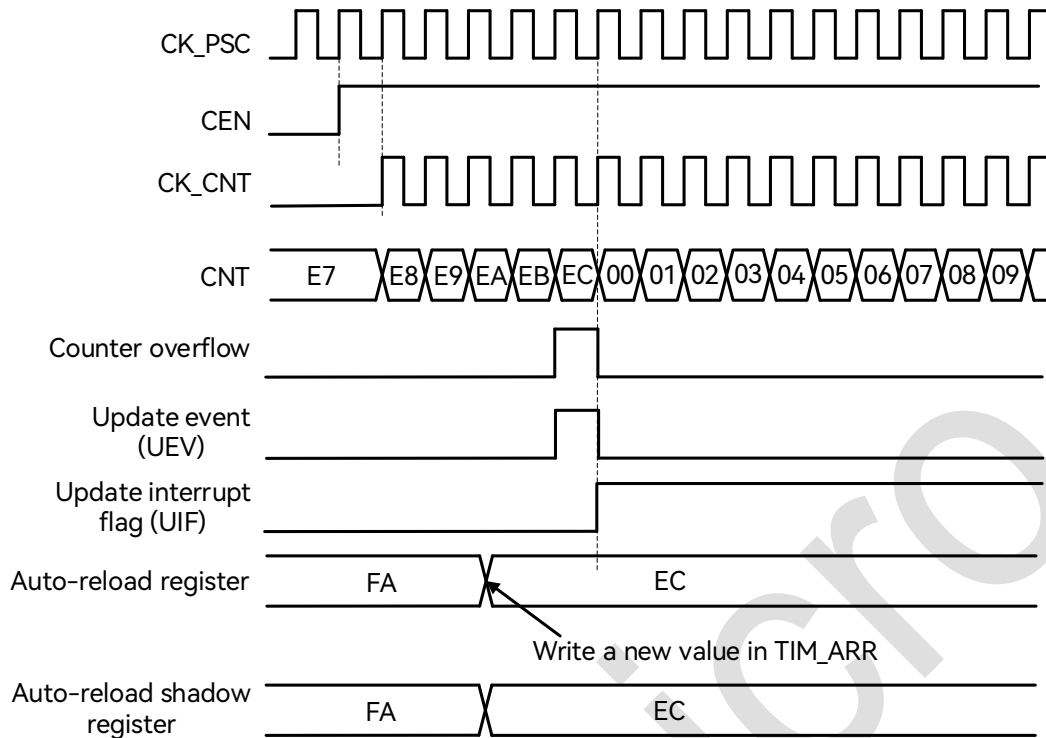 CK_PSC
CEN
CK_CNT
CNT
E7 E8 E9 EA EB EC 00 01 02 03 04 05 06 07 08 09
Counter overflow
Update event
(UEV)
Update interrupt
flag (UIF)
Auto-reload register
FA EC
Write a new value in TIM_ARR
Auto-reload shadow
register
FA EC
icro